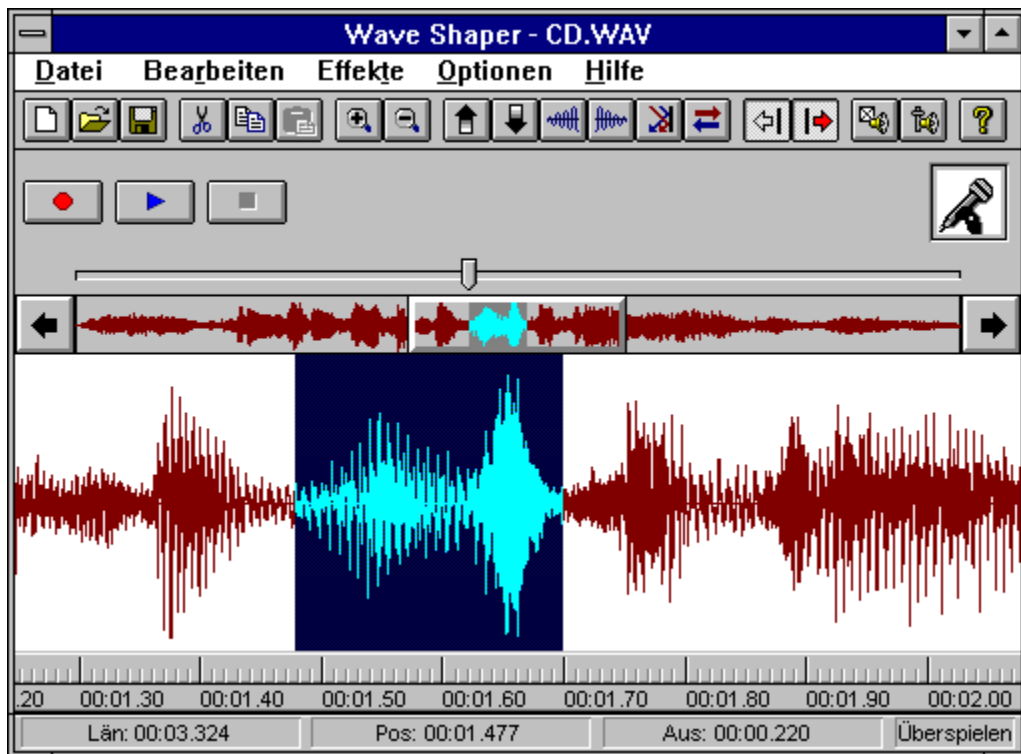 Wave Shaper - CD.WAV
Datei Bearbeiten Effekte Optionen Hilfe
.20 00:01.30 00:01.40 00:01.50 00:01.60 00:01.70 00:01.80 00:01.90 00:02.00
Län: 00:03.324 Pos: 00:01.477 Aus: 00:00.220 Überspielen